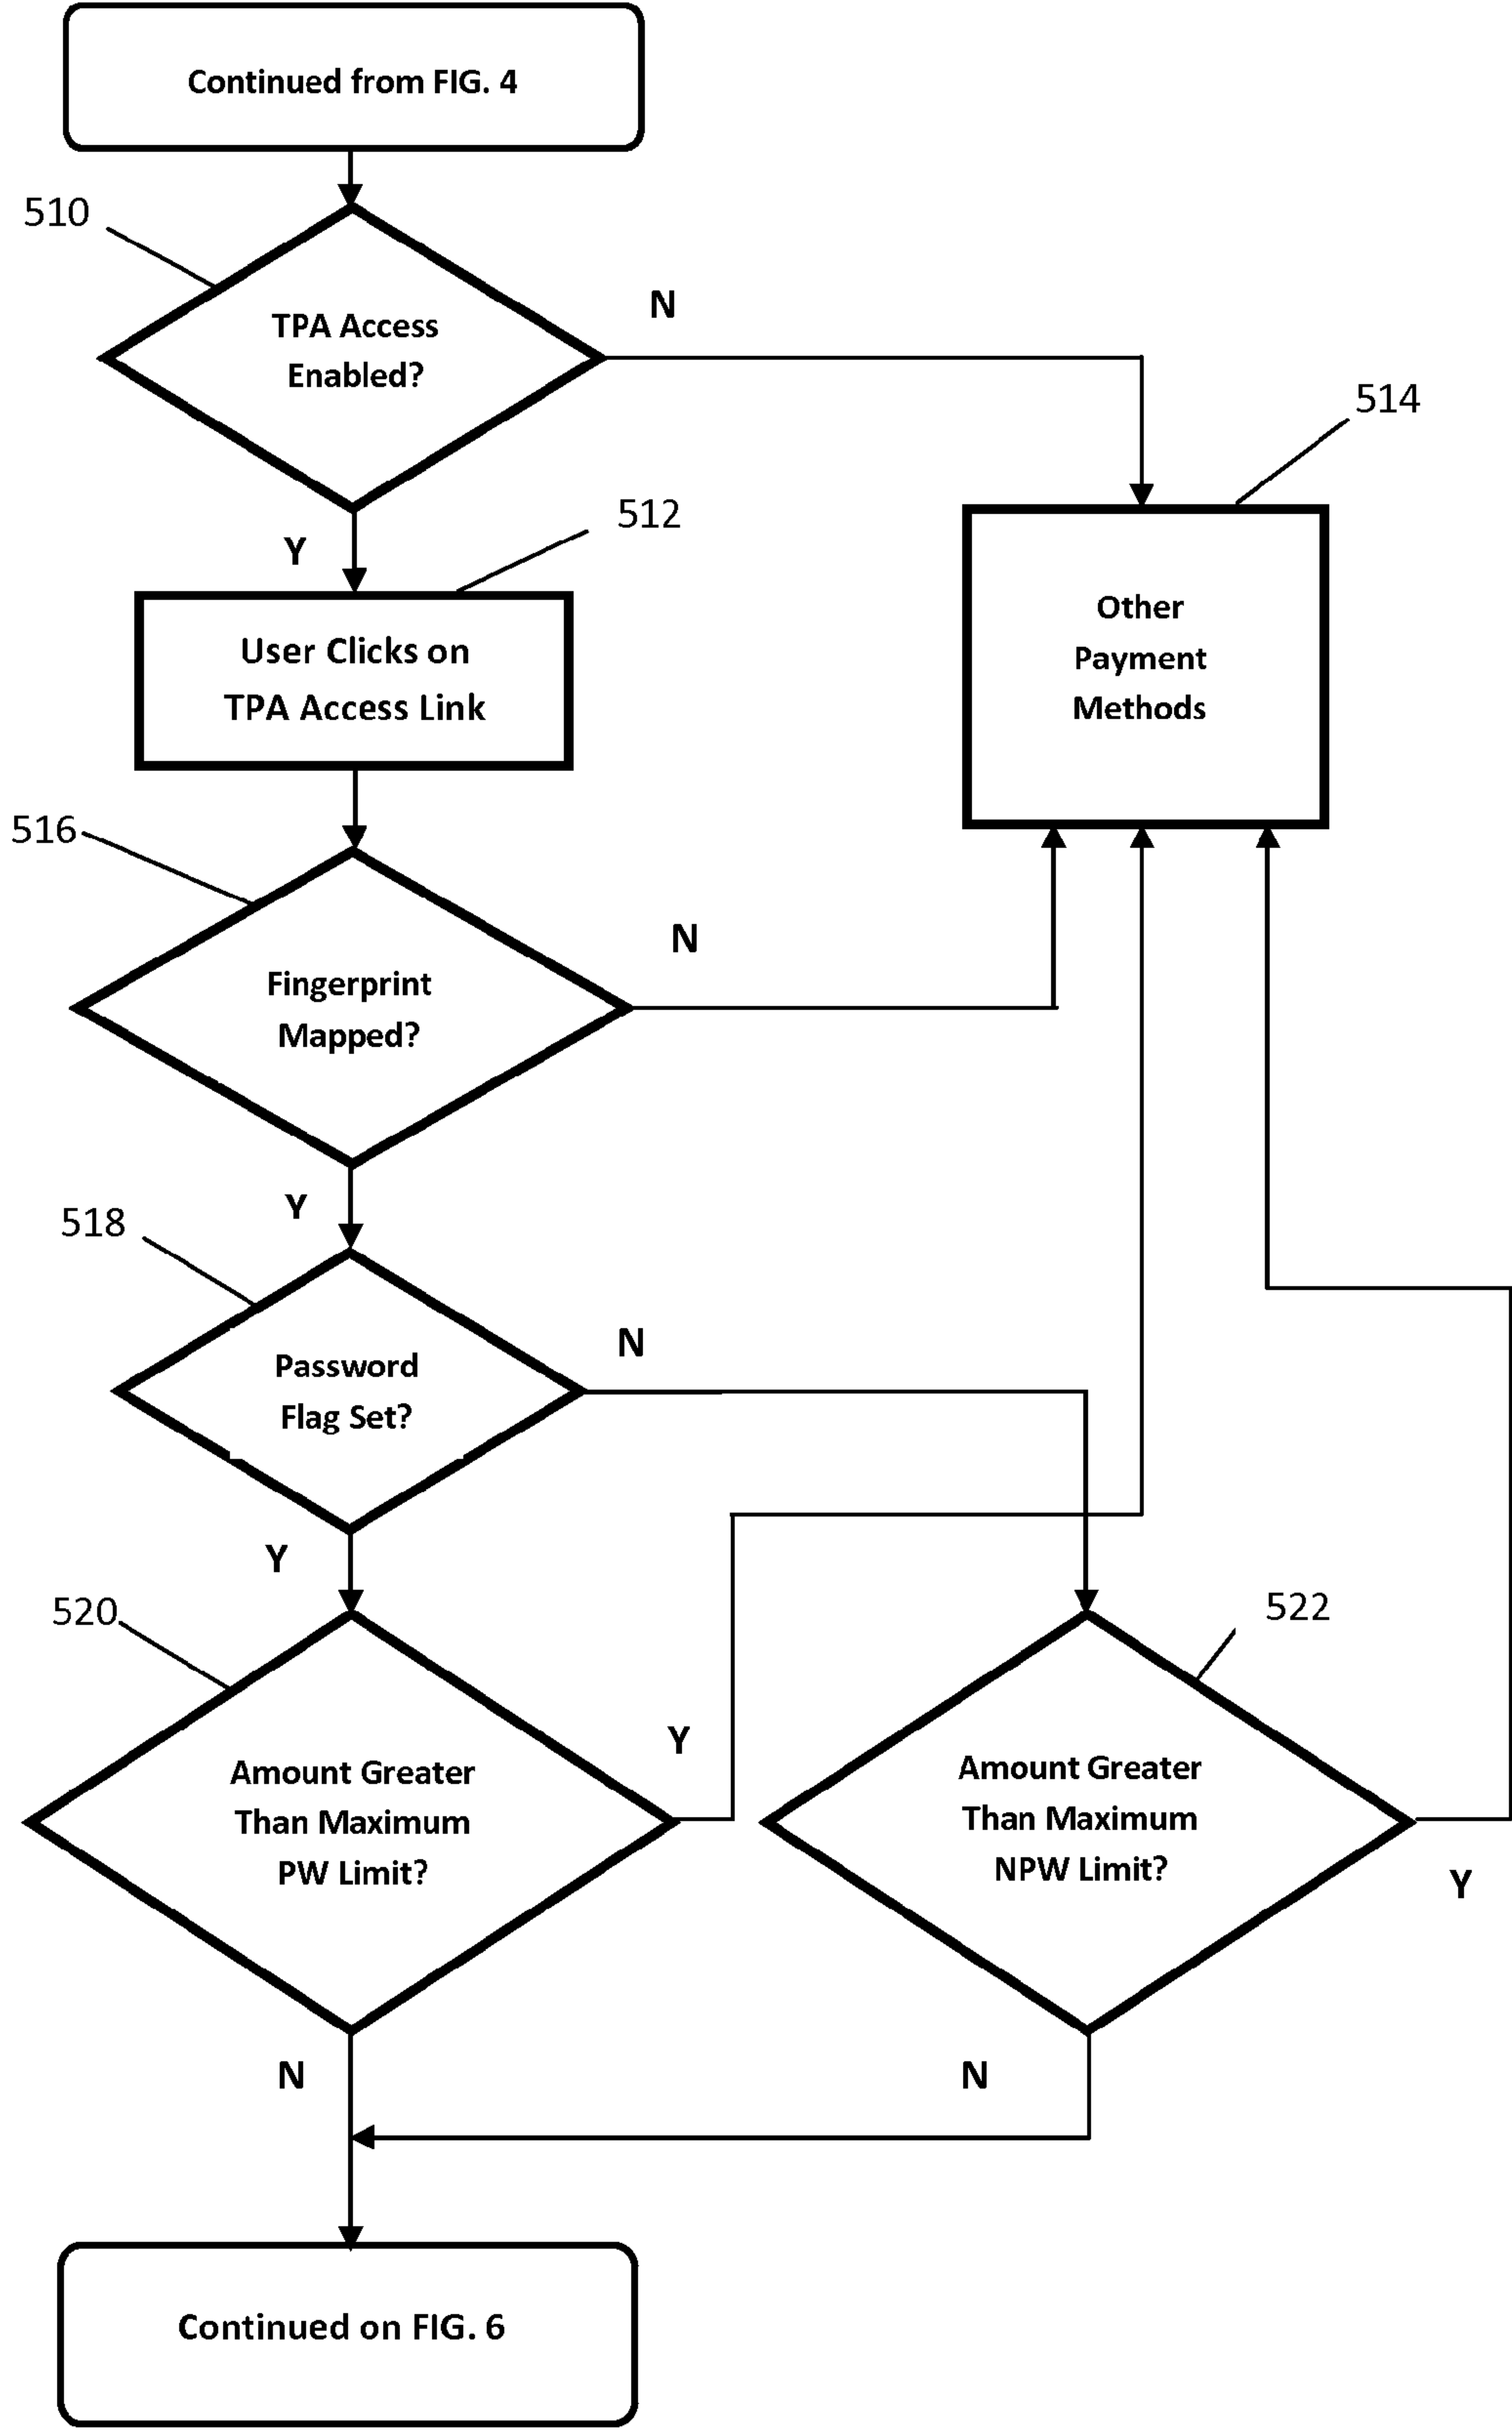 Continued from FIG. 4
510
TPA Access
Enabled?
N
514
Y
512
Other
Payment
Methods
User Clicks on
TPA Access Link
516
Fingerprint
Mapped?
N
Y
518
Password
Flag Set?
N
Y
520
522
Amount Greater
Than Maximum
PW Limit?
Y
Amount Greater
Than Maximum
NPW Limit?
Y
N
N
Continued on FIG. 6